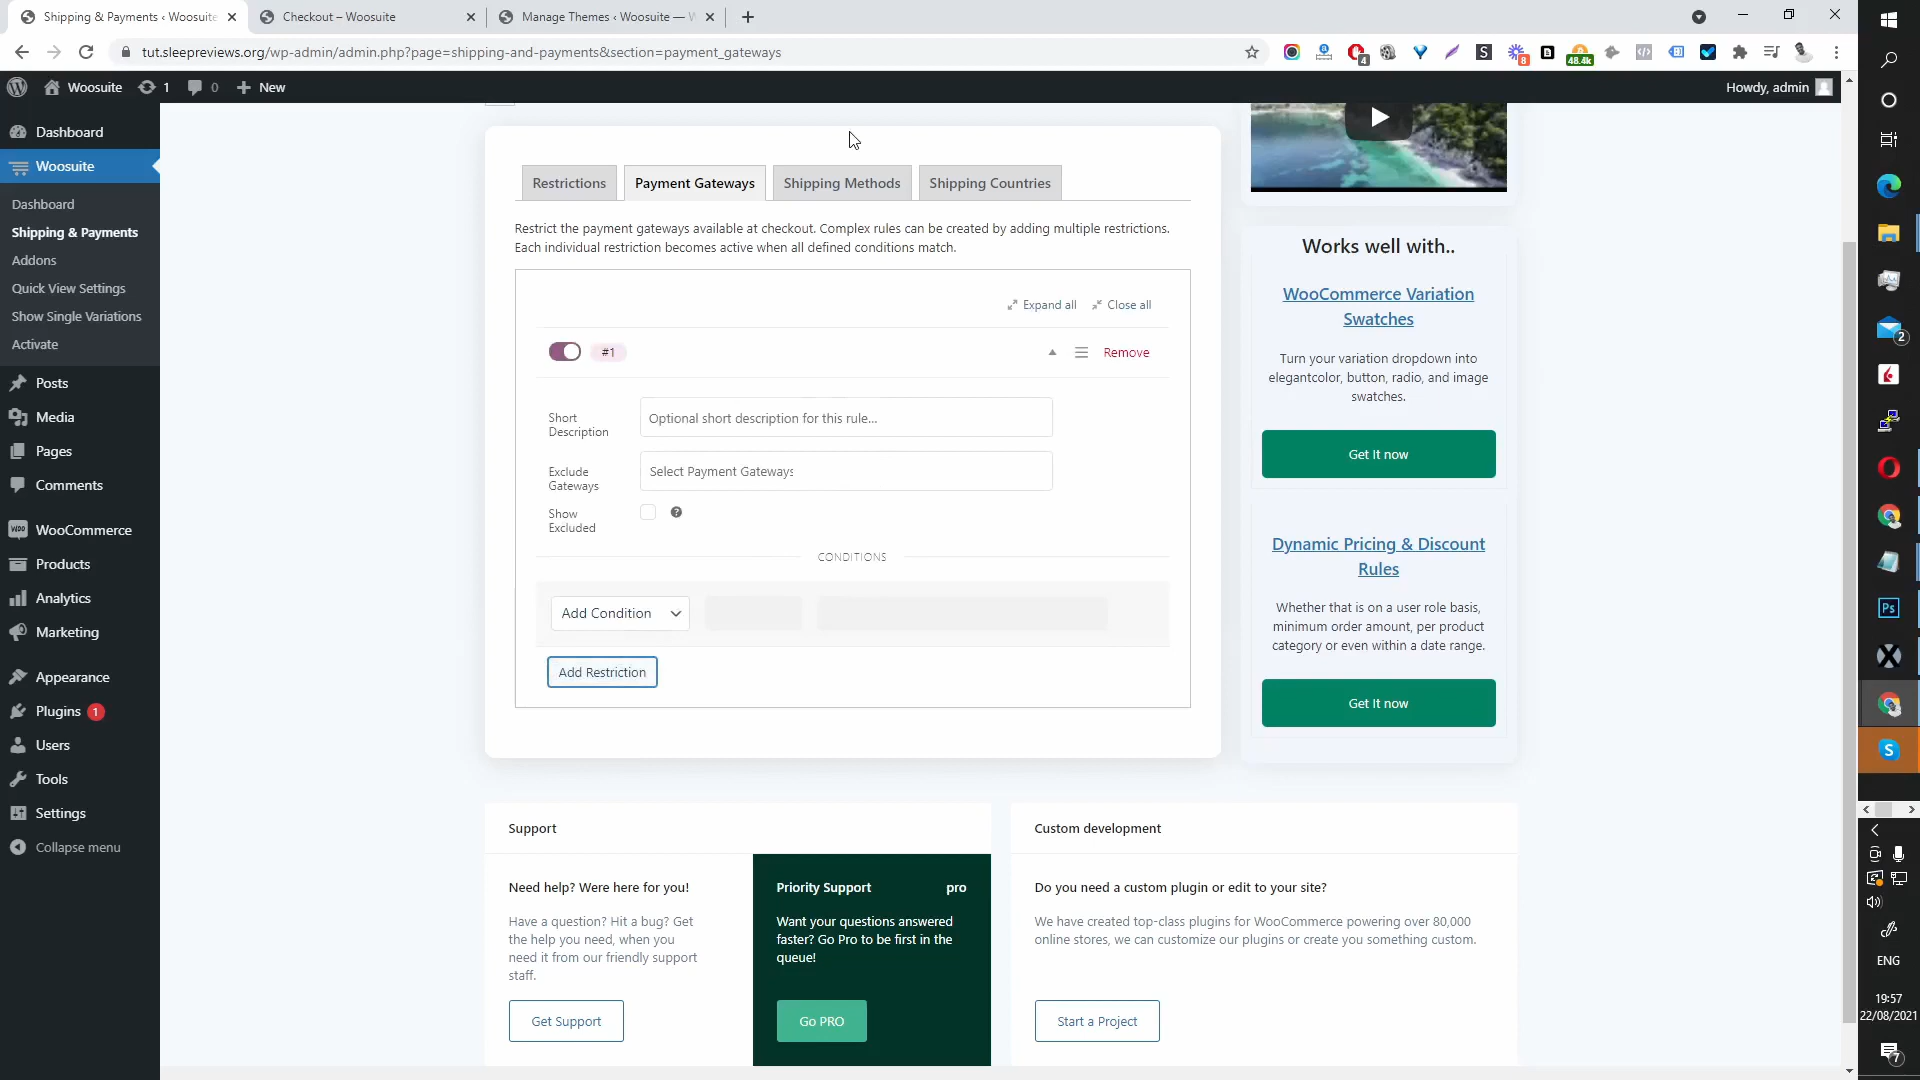 Shipping & Payments ‹ Woosuite
Checkout – Woosuite
Manage Themes ‹ Woosuite — W
tut.sleepreviews.org/wp-admin/admin.php?page=shipping-and-payments&section=payment_gateways
4
8
48.4k
Woosuite
1
0
New
Howdy, admin
Dashboard
Woosuite
Dashboard
Shipping & Payments
Addons
Quick View Settings
Show Single Variations
Activate
Posts
Media
Pages
Comments
WooCommerce
Products
Analytics
Marketing
Appearance
Plugins 1
Users
Tools
Settings
Collapse menu
Restrictions
Payment Gateways
Shipping Methods
Shipping Countries
Restrict the payment gateways available at checkout. Complex rules can be created by adding multiple restrictions.
Each individual restriction becomes active when all defined conditions match.
Expand all
Close all
#1
Remove
Short
Description
Optional short description for this rule...
Exclude
Gateways
Select Payment Gateways
Show
Excluded
?
CONDITIONS
Add Condition
Add Restriction
Works well with..
WooCommerce Variation
Swatches
Turn your variation dropdown into
elegantcolor, button, radio, and image
swatches.
Get It now
Dynamic Pricing & Discount
Rules
Whether that is on a user role basis,
minimum order amount, per product
category or even within a date range.
Get It now
Support
Need help? Were here for you!
Have a question? Hit a bug? Get
the help you need, when you
need it from our friendly support
staff.
Get Support
Priority Support
pro
Want your questions answered
faster? Go Pro to be first in the
queue!
Go PRO
Custom development
Do you need a custom plugin or edit to your site?
We have created top-class plugins for WooCommerce powering over 80,000
online stores, we can customize our plugins or create you something custom.
Start a Project
2
Ps
S
ENG
19:57
22/08/2021
7